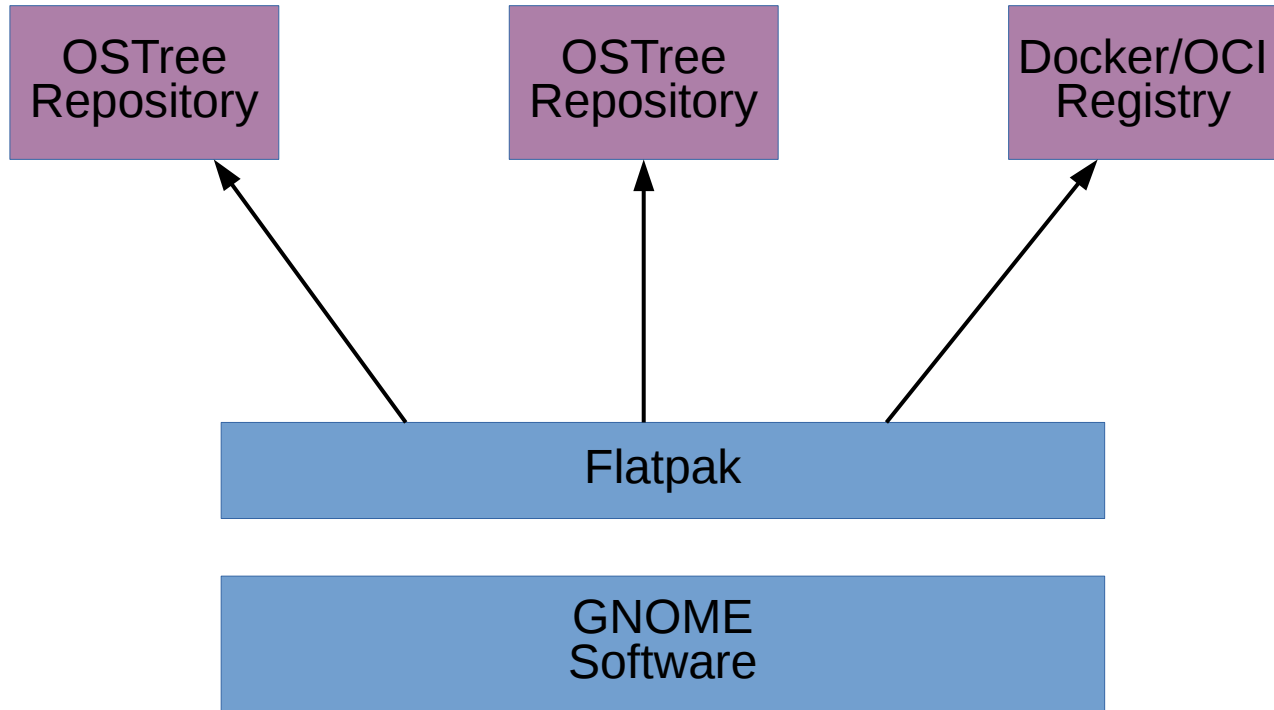 OSTree
Repository
OSTree
Repository
Docker/OCI
Registry
Flatpak
GNOME
Software